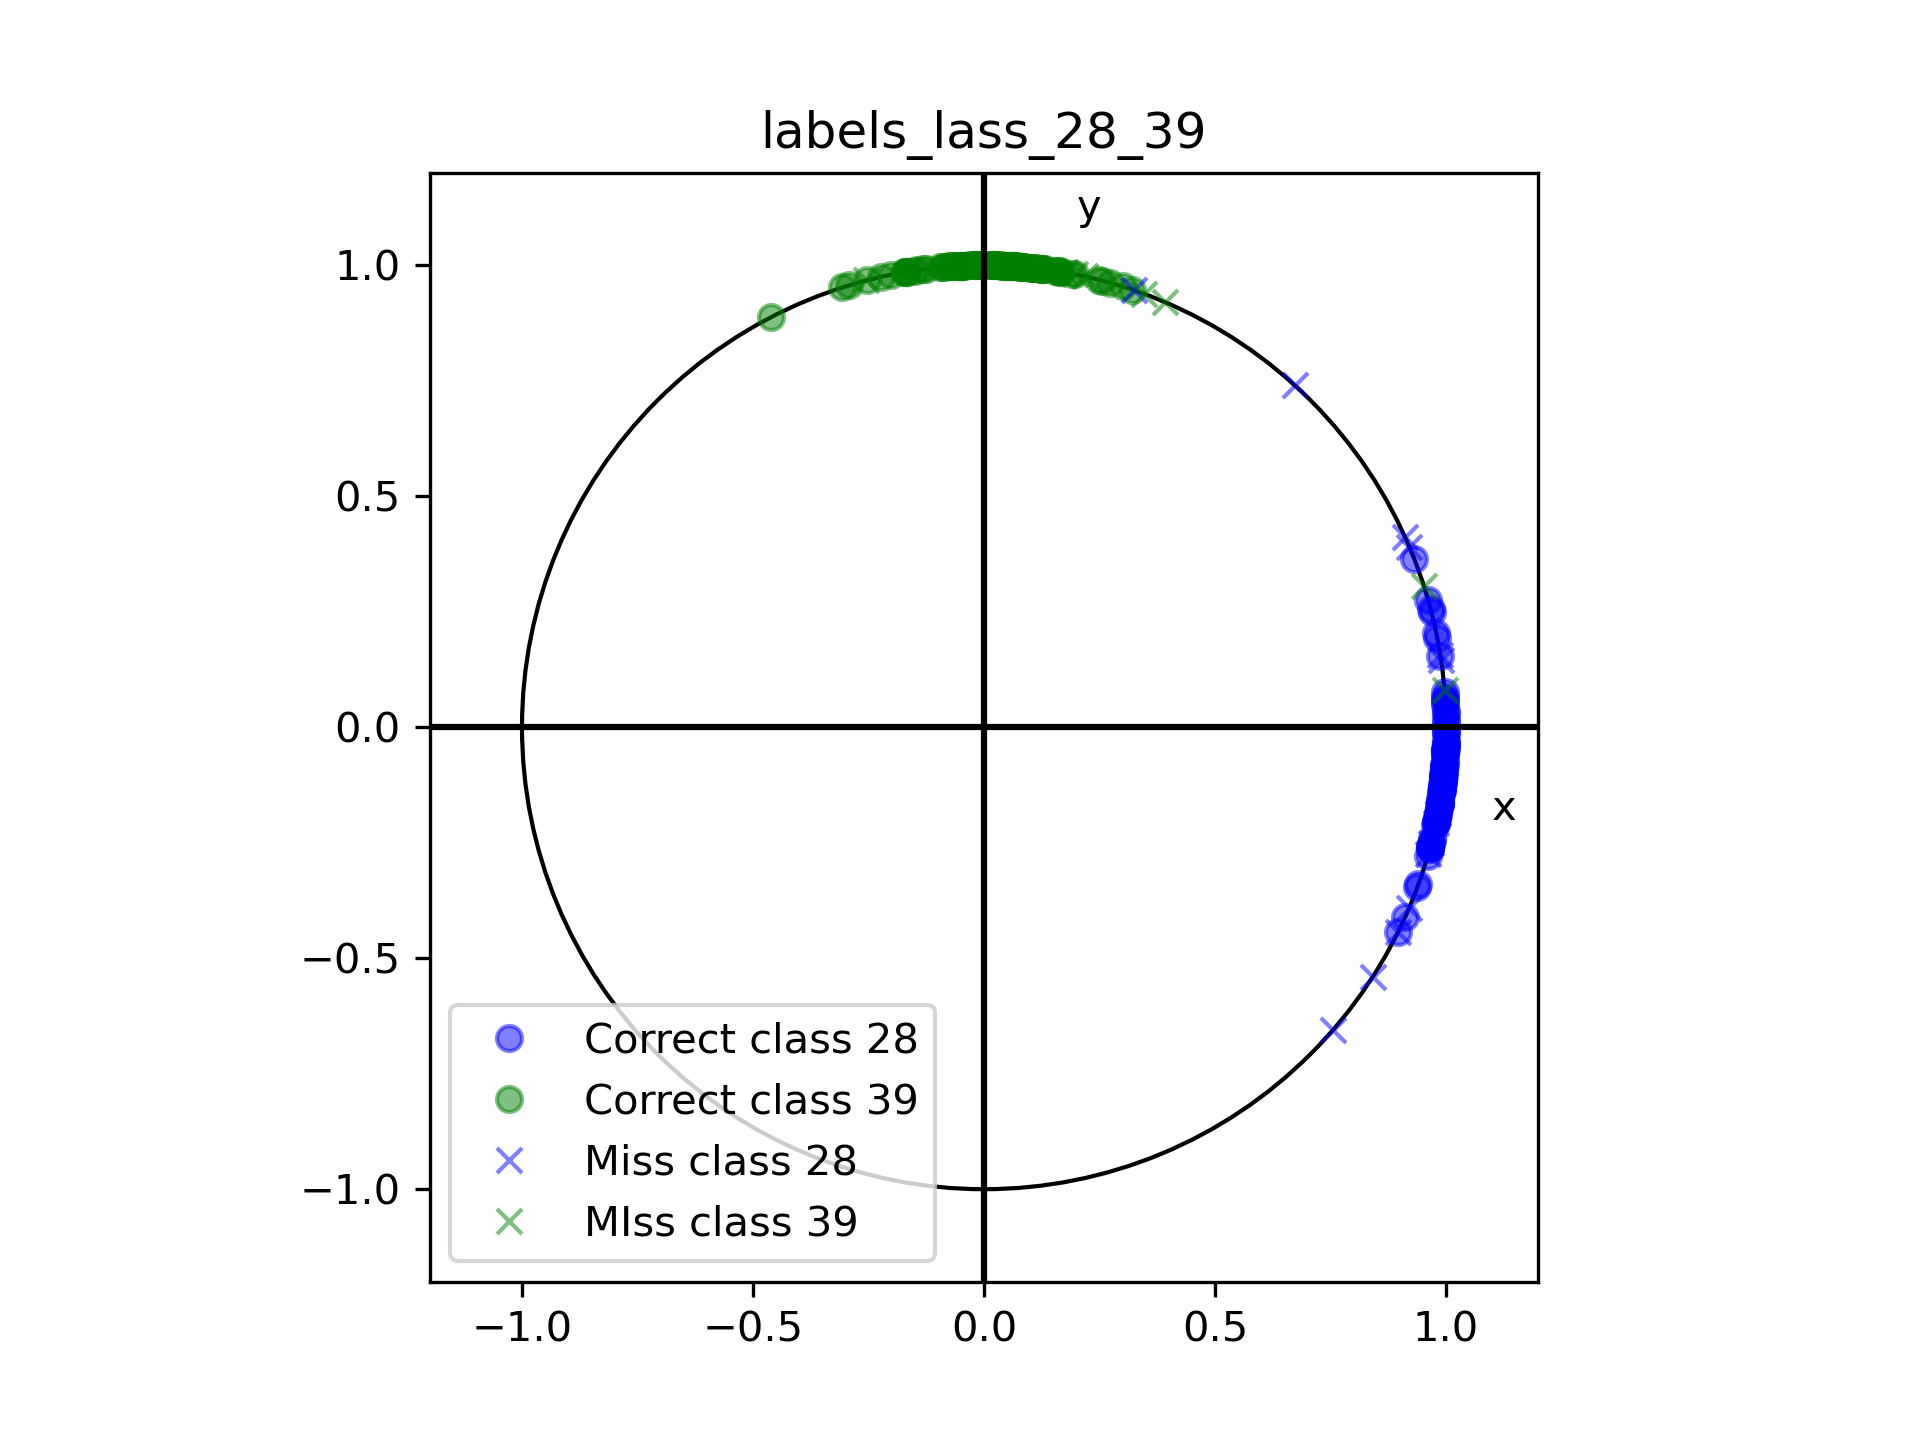 labels_lass_28_39
y
1.0
0.5
0.0
−0.5
−1.0
x
Correct class 28
Correct class 39
Miss class 28
MIss class 39
−1.0 −0.5 0.0 0.5 1.0